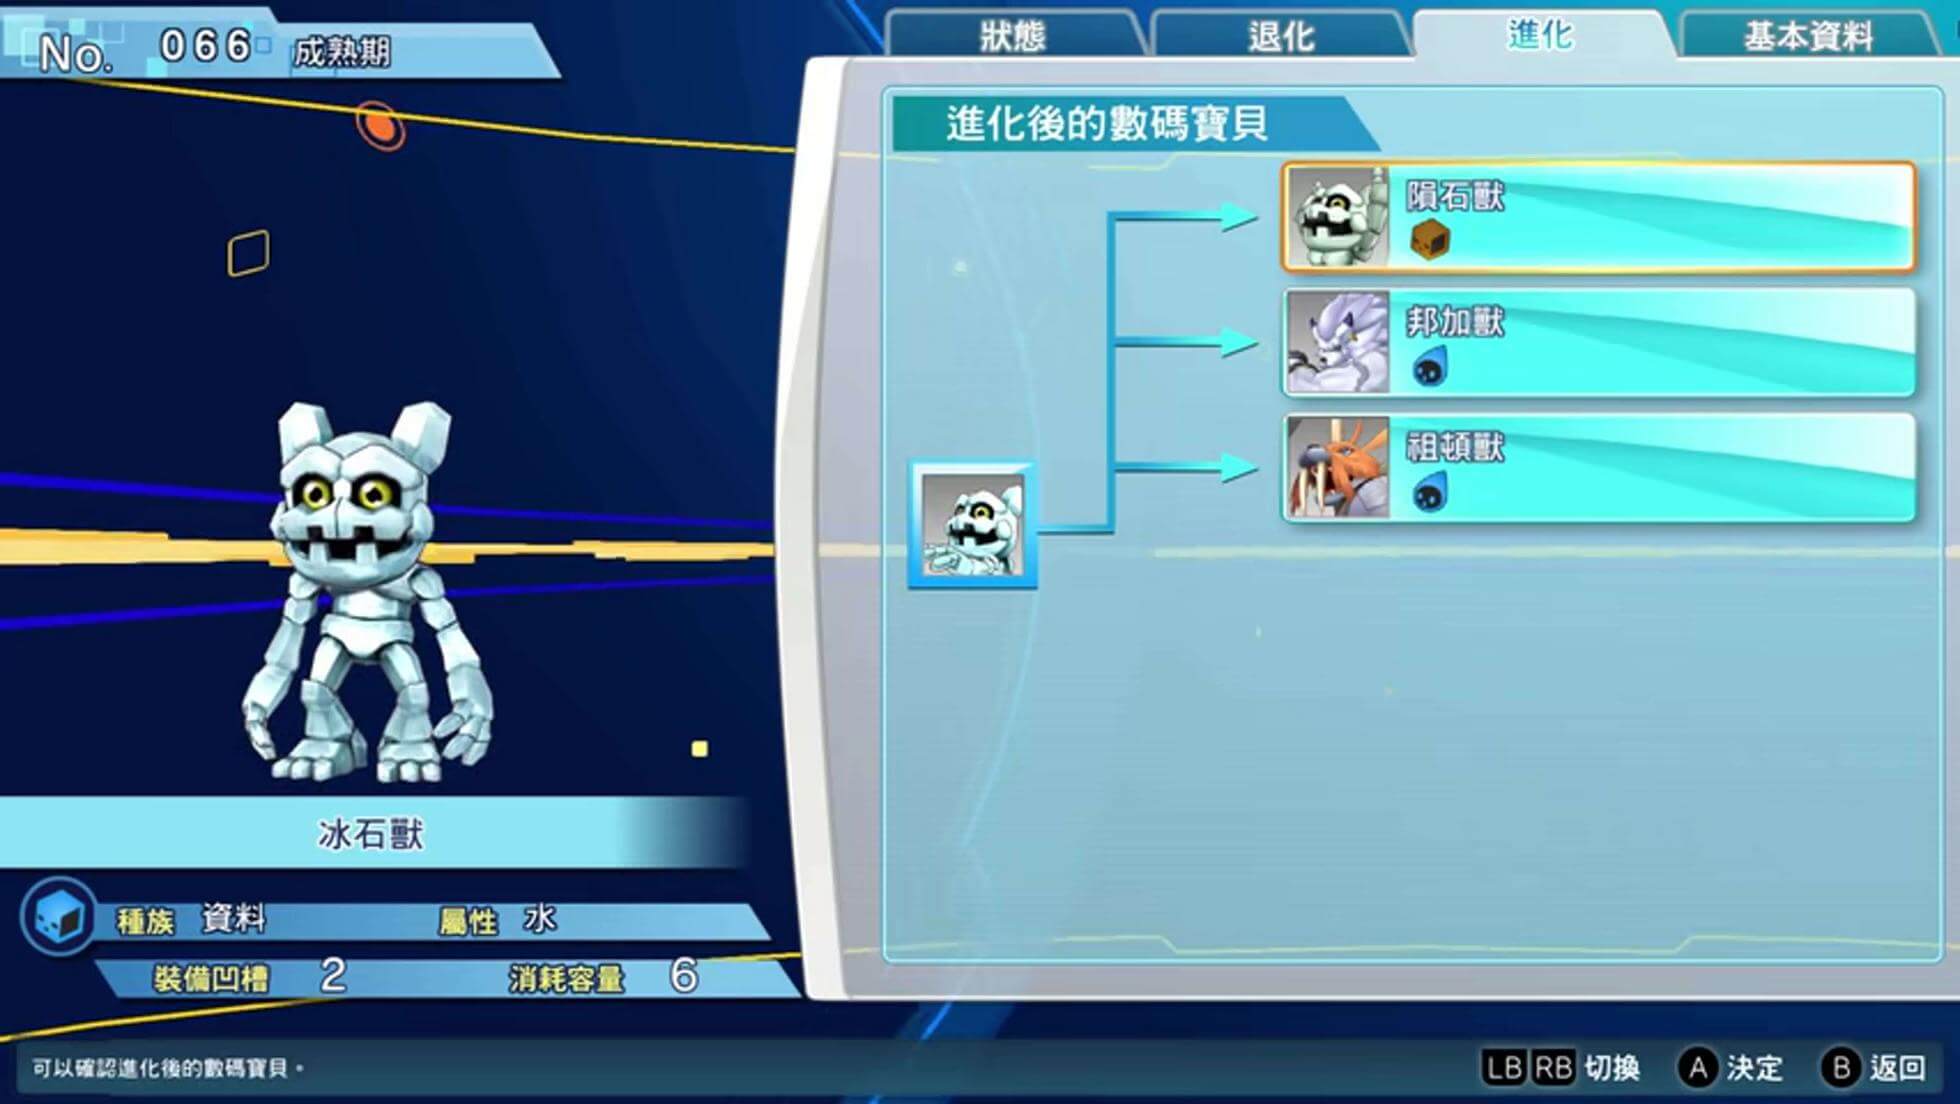 No. 066 成熟期
狀態 退化 進化 基本資料
進化後的數碼寶貝
隕石獸
邦加獸
祖頓獸
冰石獸
種族 資料 屬性 水
裝備凹槽 2 消耗容量 6
可以確認進化後的數碼寶貝。
LB RB 切換 A 決定 B 返回